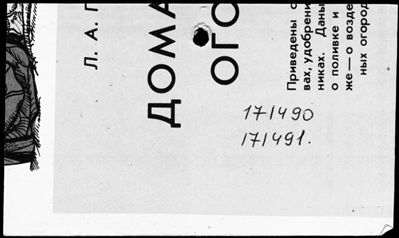 Л. А. Г
ДОМА
ОГО
Приведены с
вах, удобрени
никах. Даны
о поливке и
же — о возде
ных огород
171490
171491.